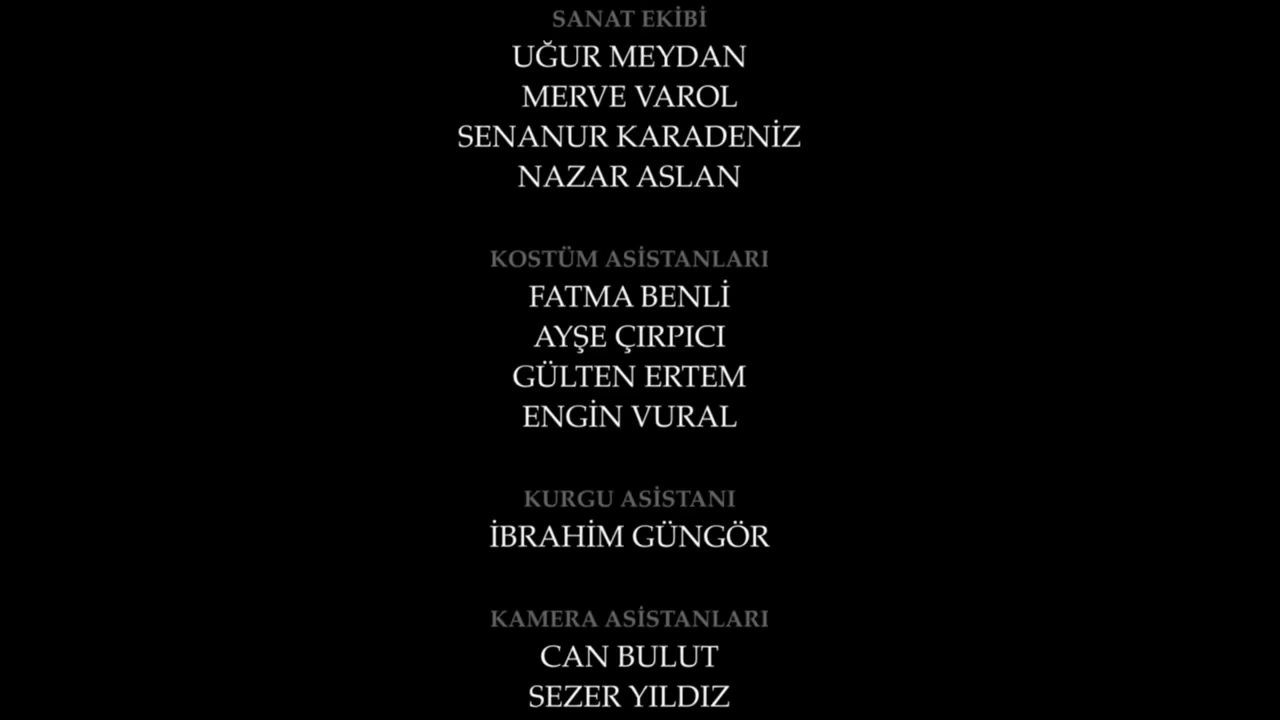 SANAT EKİBİ
UĞUR MEYDAN
MERVE VAROL
SENANUR KARADENİZ
NAZAR ASLAN
KOSTÜM ASİSTANLARI
FATMA BENLİ
AYŞE ÇIRPICI
GÜLTEN ERTEM
ENGİN VURAL
KURGU ASİSTANI
İBRAHİM GÜNGÖR
KAMERA ASİSTANLARI
CAN BULUT
SEZER YILDIZ